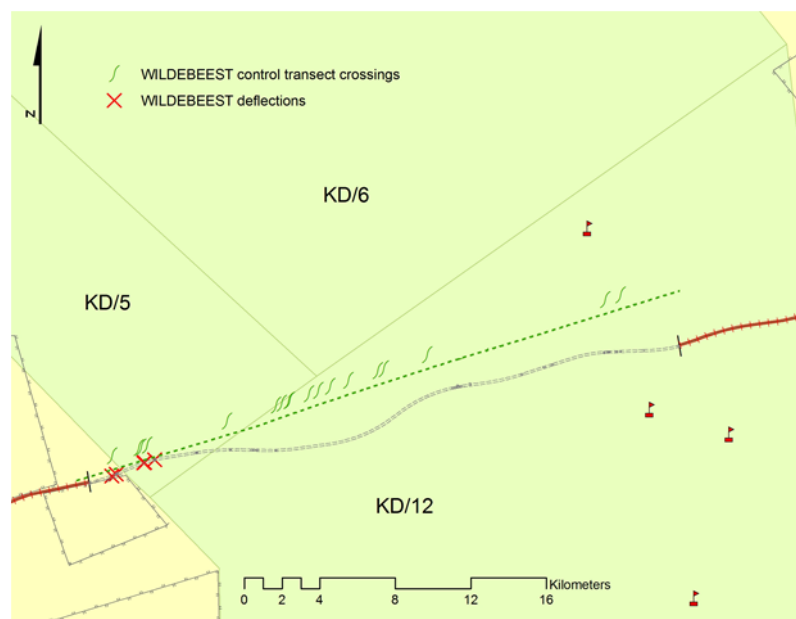 WILDEBEEST control transect crossings
WILDEBEEST deflections
N
KD/6
KD/5
KD/12
Kilometers
0 2 4 8 12 16